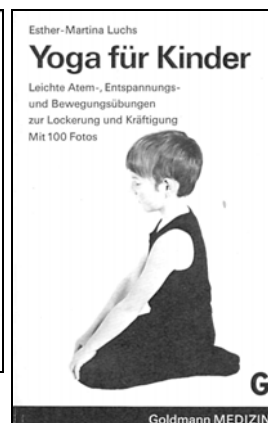 Esther-Martina Luchs
Yoga für Kinder
Leichte Atem-, Entspannungs-
und Bewegungsübungen
zur Lockerung und Kräftigung
Mit 100 Fotos
G
Goldmann MEDIZIN